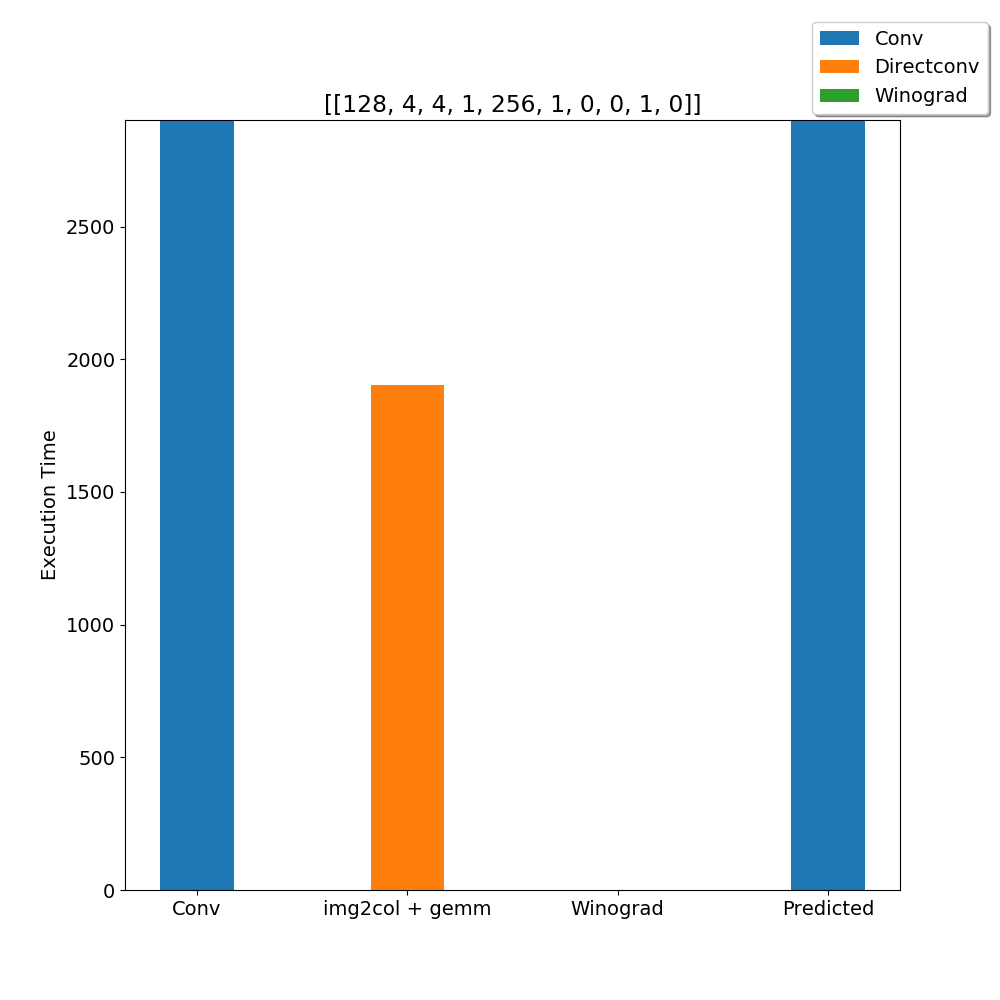 Conv
Directconv
Winograd
[[128, 4, 4, 1, 256, 1, 0, 0, 1, 0]]
2500
2000
1500
1000
500
0
Execution Time
Conv
img2col + gemm
Winograd
Predicted